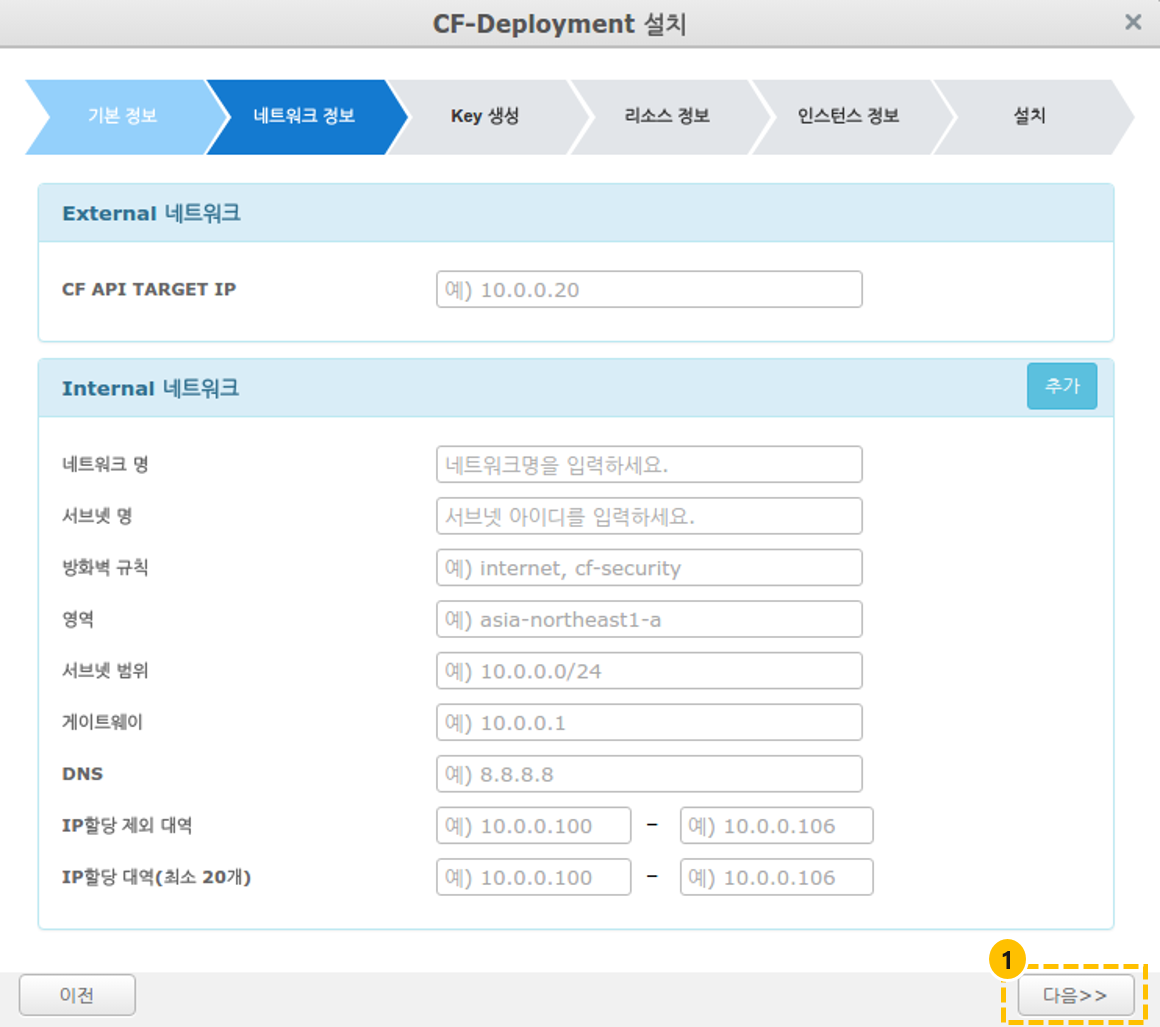 CF-Deployment 설치 ×
기본 정보 네트워크 정보 Key 생성 리소스 정보 인스턴스 정보 설치
External 네트워크
CF API TARGET IP 예) 10.0.0.20
Internal 네트워크 추가
네트워크 명 네트워크명을 입력하세요.
서브넷 명 서브넷 아이디를 입력하세요.
방화벽 규칙 예) internet, cf-security
영역 예) asia-northeast1-a
서브넷 범위 예) 10.0.0.0/24
게이트웨이 예) 10.0.0.1
DNS 예) 8.8.8.8
IP할당 제외 대역 예) 10.0.0.100 – 예) 10.0.0.106
IP할당 대역(최소 20개) 예) 10.0.0.100 – 예) 10.0.0.106
1
이전 다음>>